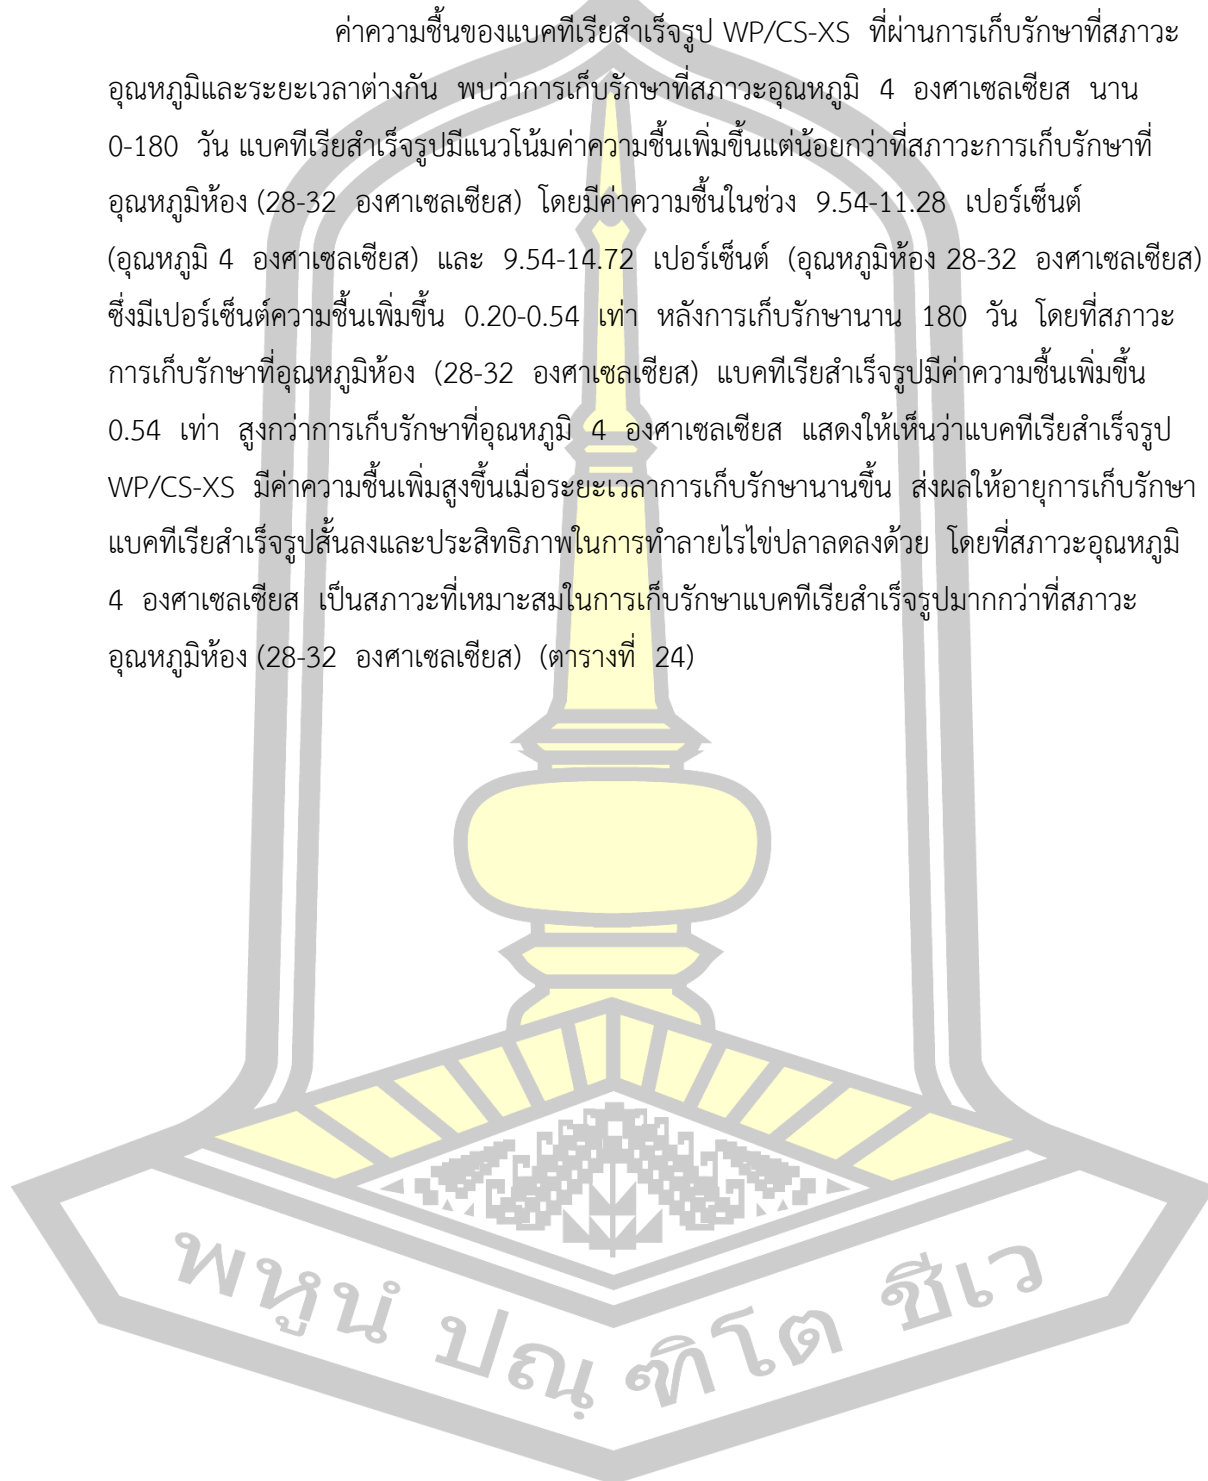 ค่าความชื้นของแบคทีเรียสำเร็จรูป WP/CS-XS ที่ผ่านการเก็บรักษาที่สภาวะ
อุณหภูมิและระยะเวลาต่างกัน พบว่าการเก็บรักษาที่สภาวะอุณหภูมิ 4 องศาเซลเซียส นาน
0-180 วัน แบคทีเรียสำเร็จรูปมีแนวโน้มค่าความชื้นเพิ่มขึ้นแต่น้อยกว่าที่สภาวะการเก็บรักษาที่
อุณหภูมิห้อง (28-32 องศาเซลเซียส) โดยมีค่าความชื้นในช่วง 9.54-11.28 เปอร์เซ็นต์
(อุณหภูมิ 4 องศาเซลเซียส) และ 9.54-14.72 เปอร์เซ็นต์ (อุณหภูมิห้อง 28-32 องศาเซลเซียส)
ซึ่งมีเปอร์เซ็นต์ความชื้นเพิ่มขึ้น 0.20-0.54 เท่า หลังการเก็บรักษานาน 180 วัน โดยที่สภาวะ
การเก็บรักษาที่อุณหภูมิห้อง (28-32 องศาเซลเซียส) แบคทีเรียสำเร็จรูปมีค่าความชื้นเพิ่มขึ้น
0.54 เท่า สูงกว่าการเก็บรักษาที่อุณหภูมิ 4 องศาเซลเซียส แสดงให้เห็นว่าแบคทีเรียสำเร็จรูป
WP/CS-XS มีค่าความชื้นเพิ่มสูงขึ้นเมื่อระยะเวลาการเก็บรักษานานขึ้น ส่งผลให้อายุการเก็บรักษา
แบคทีเรียสำเร็จรูปสั้นลงและประสิทธิภาพในการทำลายไรไข่ปลาลดลงด้วย โดยที่สภาวะอุณหภูมิ
4 องศาเซลเซียส เป็นสภาวะที่เหมาะสมในการเก็บรักษาแบคทีเรียสำเร็จรูปมากกว่าที่สภาวะ
อุณหภูมิห้อง (28-32 องศาเซลเซียส) (ตารางที่ 24)
พหูนํ ปณฺฑิโต ชีเว